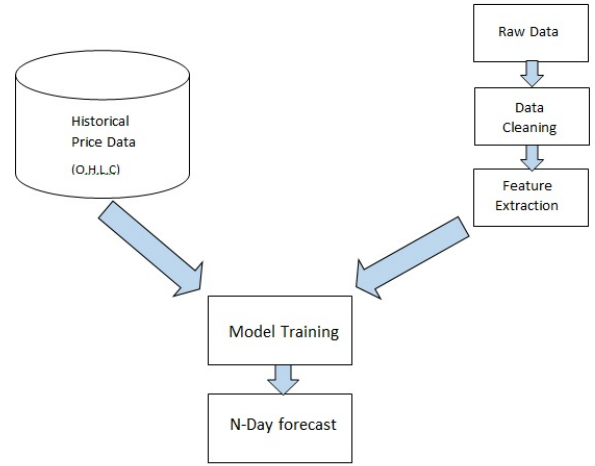 Historical
Price Data
(O,H,L,C)
Raw Data
Data
Cleaning
Feature
Extraction
Model Training
N-Day forecast